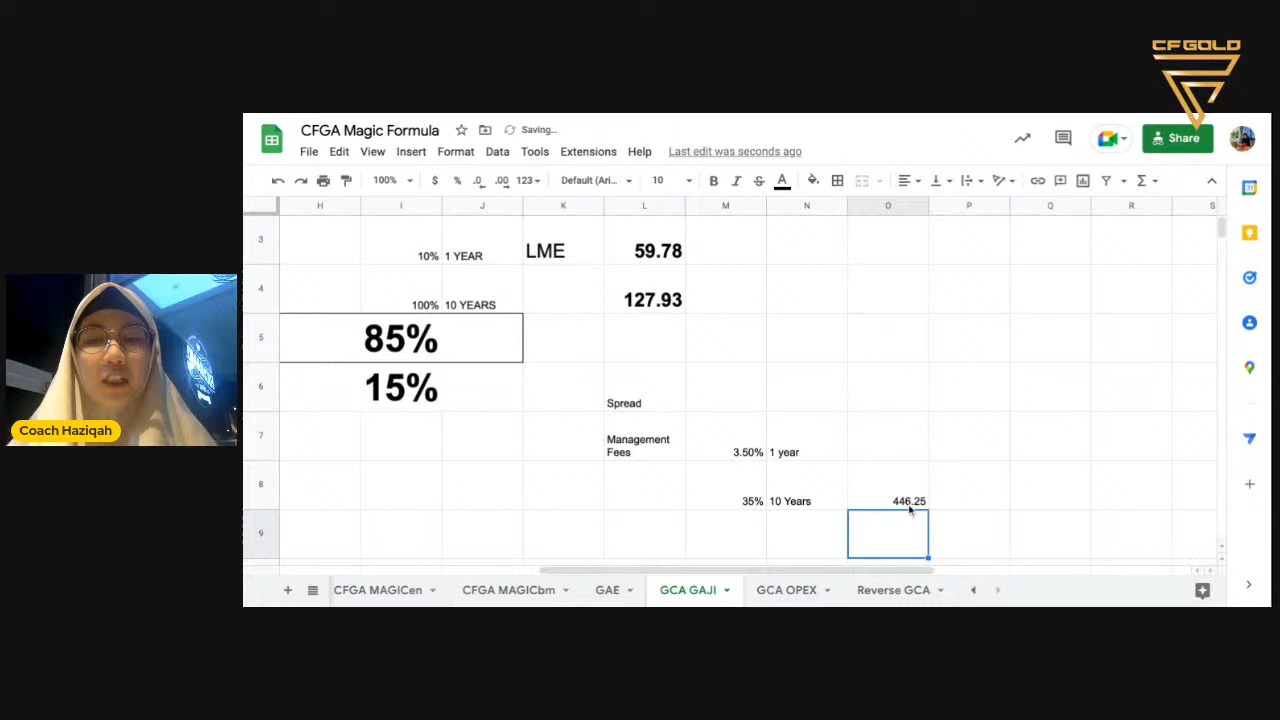 CFGOLD
CFGA Magic Formula
Saving...
Share
File Edit View Insert Format Data Tools Extensions Help Last edit was seconds ago
100% $ % .0 .00 123 Default (Ari... 10 B I S A
H I J K L M N O P Q R S
3 10% 1 YEAR LME 59.78
4 100% 10 YEARS 127.93
5 85%
6 15% Spread
7 Management Fees 3.50% 1 year
8 35% 10 Years 446.25
9
Coach Haziqah
CFGA MAGICen CFGA MAGICbm GAE GCA GAJI GCA OPEX Reverse GCA